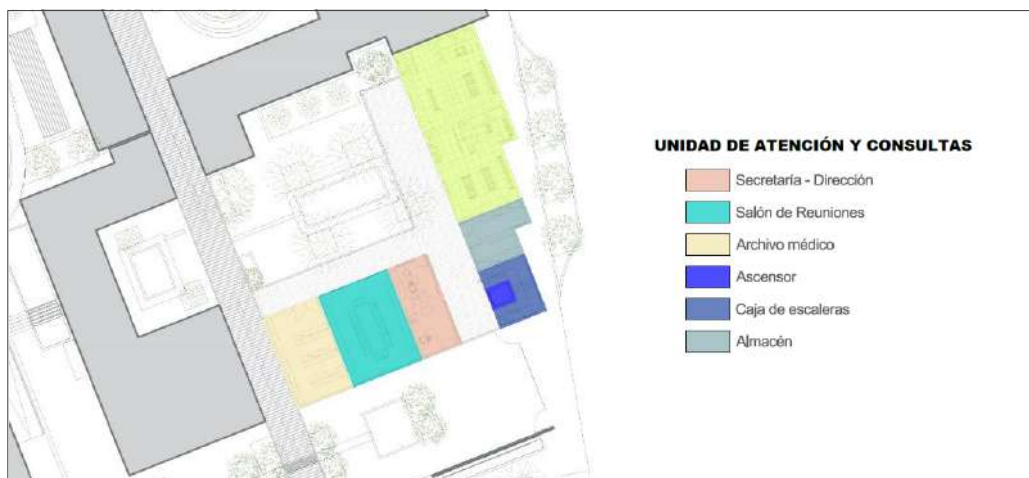 UNIDAD DE ATENCIÓN Y CONSULTAS
Secretaría - Dirección
Salón de Reuniones
Archivo médico
Ascensor
Caja de escaleras
Almacén